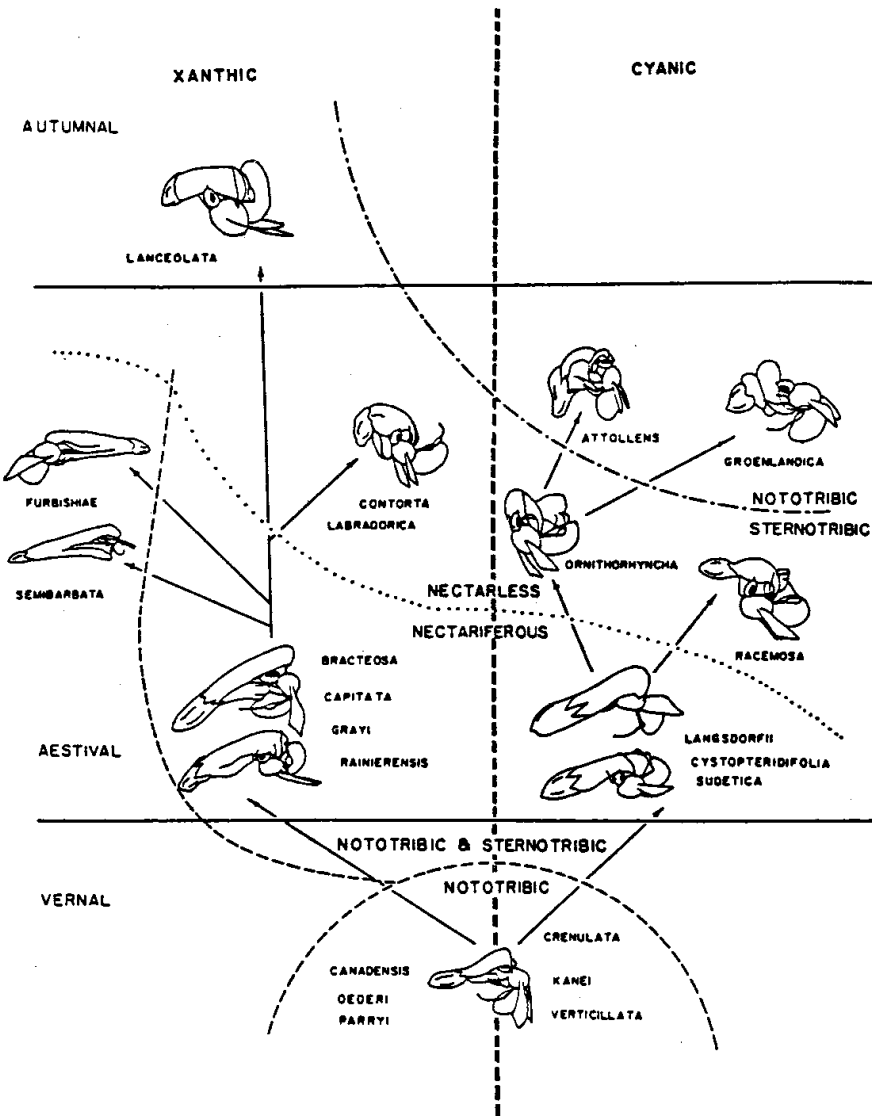 XANTHIC
CYANIC
AUTUMNAL
LANCEOLATA
ATTOLLENS
GROENLANDICA
FURBISHIAE
CONTORTA
LABRADORICA
NOTOTRIBIC
STERNOTRIBIC
ORNITHORHYNCHA
SEMIBARBATA
NECTARLESS
NECTARIFEROUS
RACEMOSA
BRACTEOSA
CAPITATA
GRAYI
RAINIERENSIS
AESTIVAL
LANGSDORFII
CYSTOPTERIDIFOLIA
SUDETICA
NOTOTRIBIC & STERNOTRIBIC
NOTOTRIBIC
VERNAL
CRENULATA
CANADENSIS
KANEI
OEDERI
PARRYI
VERTICILLATA